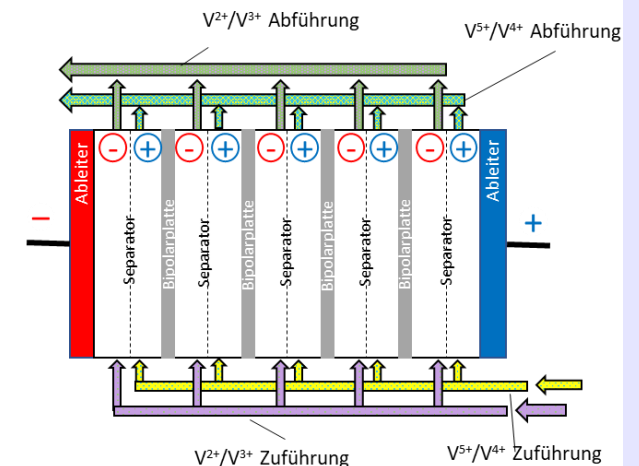 V²⁺/V³⁺ Abführung
V⁵⁺/V⁴⁺ Abführung
- + - + - + - + - +
Ableiter
Separator
Bipolarplatte
Separator
Bipolarplatte
Separator
Bipolarplatte
Separator
Bipolarplatte
Separator
Ableiter
– +
V²⁺/V³⁺ Zuführung
V⁵⁺/V⁴⁺ Zuführung